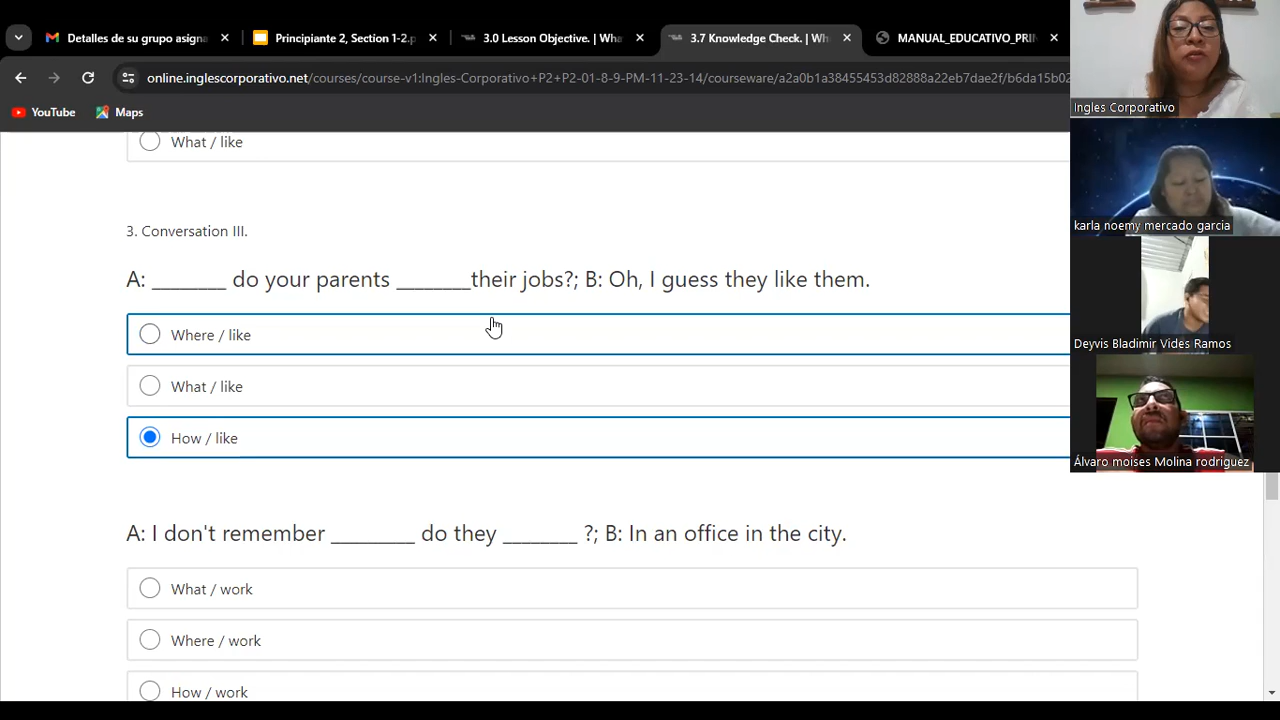 Detalles de su grupo asigna
Principiante 2, Section 1-2.p
3.0 Lesson Objective. | Wha
3.7 Knowledge Check. | Wh
MANUAL_EDUCATIVO_PRI
online.inglescorporativo.net/courses/course-v1:Ingles-Corporativo+P2+P2-01-8-9-PM-11-23-14/courseware/a2a0b1a38455453d82888a22eb7dae2f/b6da15b02
YouTube
Maps
What / like
3. Conversation III.
A: ________ do your parents ________their jobs?; B: Oh, I guess they like them.
Where / like
What / like
How / like
A: I don't remember _________ do they ________ ?; B: In an office in the city.
What / work
Where / work
How / work
Ingles Corporativo
karla noemy mercado garcia
Deyvis Bladimir Vides Ramos
Álvaro moises Molina rodriguez